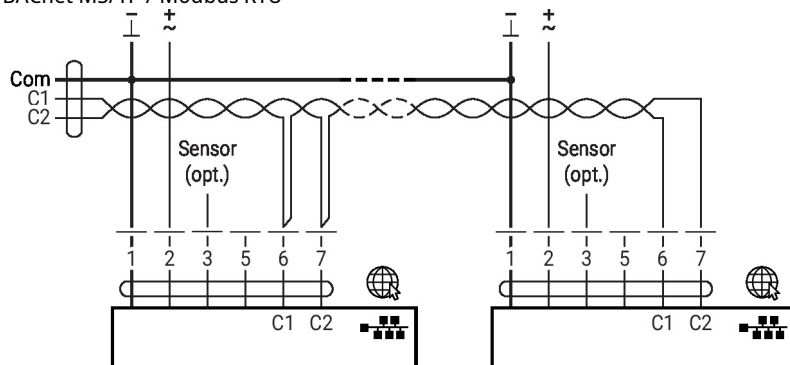 BACnet MS/TP / Modbus RTU
− + − +
⊥ ~ ⊥ ~
Com
C1
C2
Sensor Sensor
(opt.) (opt.)
1 2 3 5 6 7 1 2 3 5 6 7
C1 C2 C1 C2